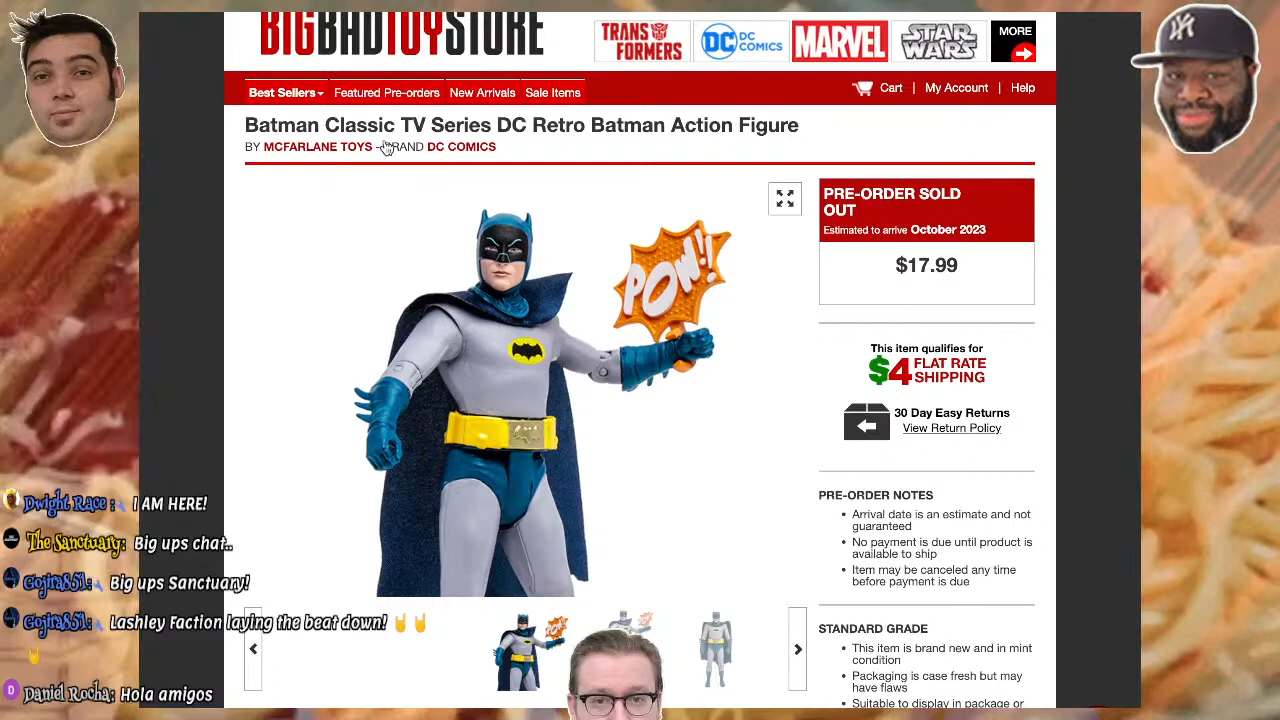 BIGBADTOYSTORE
TRANS
FORMERS
DC
DC
COMICS
MARVEL
STAR
WARS
MORE
Best Sellers
Featured Pre-orders
New Arrivals
Sale Items
Cart | My Account | Help
Batman Classic TV Series DC Retro Batman Action Figure
BY MCFARLANE TOYS - RAND DC COMICS
POW!!
PRE-ORDER SOLD
OUT
Estimated to arrive October 2023
$17.99
This item qualifies for
$4 FLAT RATE
SHIPPING
30 Day Easy Returns
View Return Policy
PRE-ORDER NOTES
• Arrival date is an estimate and not
guaranteed
• No payment is due until product is
available to ship
• Item may be canceled any time
before payment is due
STANDARD GRADE
• This item is brand new and in mint
condition
• Packaging is case fresh but may
have flaws
• Suitable to display in package or
Dwight Race: I AM HERE!
The Sanctuary: Big ups chat..
Gojira851: Big ups Sanctuary!
Gojira851: Lashley Faction laying the beat down! 🤘🤘
🤘
D Daniel Rocha: Hola amigos